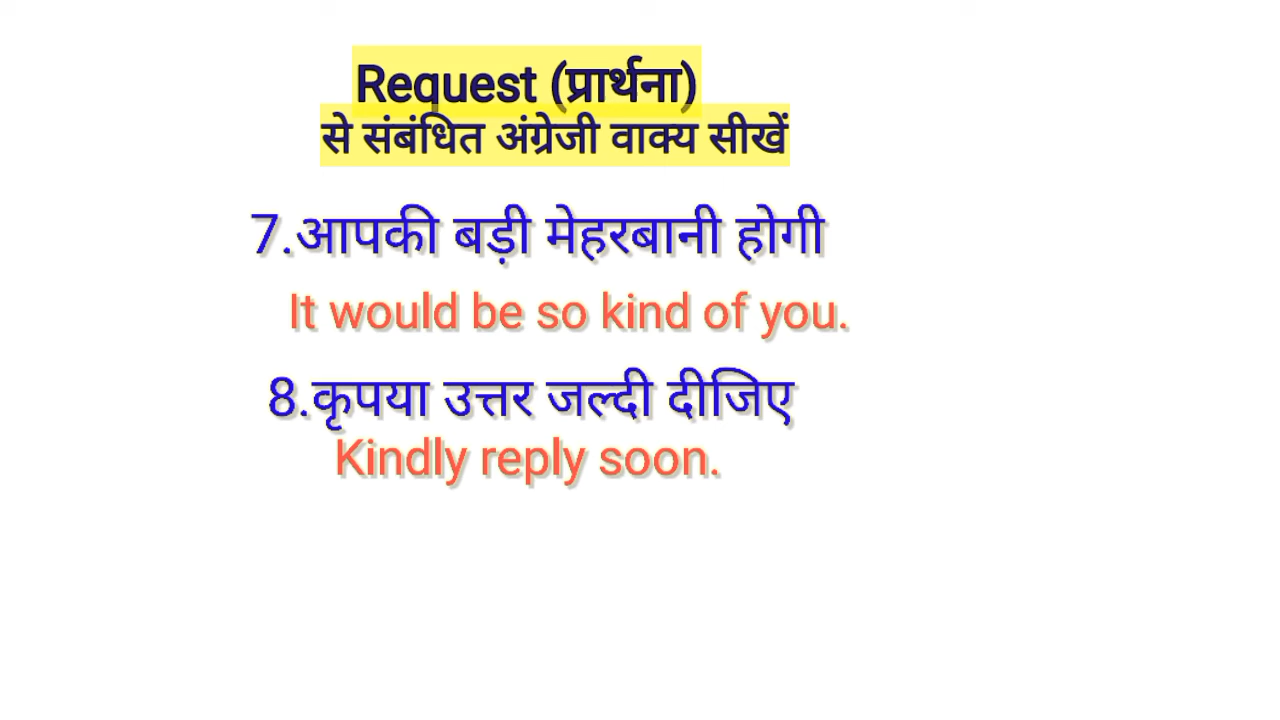 Request (प्रार्थना)
से संबंधित अंग्रेजी वाक्य सीखें
7.आपकी बड़ी मेहरबानी होगी
It would be so kind of you.
8.कृपया उत्तर जल्दी दीजिए
Kindly reply soon.